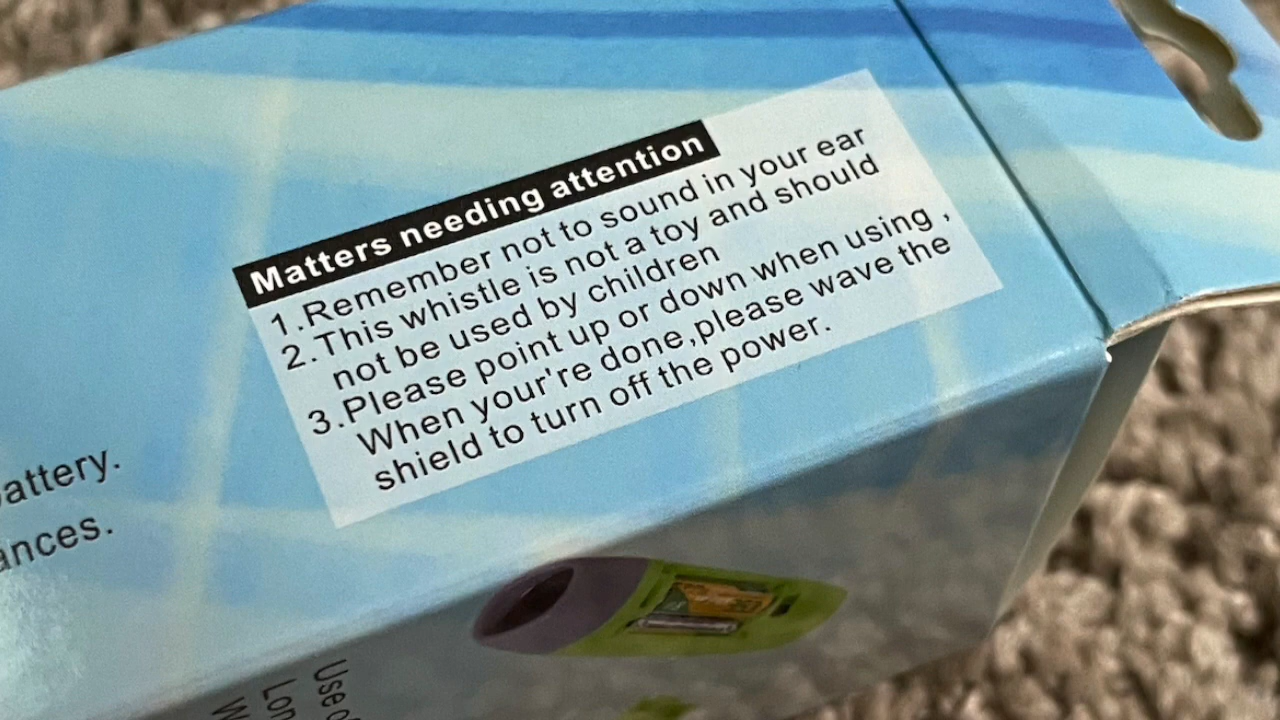 Matters needing attention
1.Remember not to sound in your ear
2.This whistle is not a toy and should
not be used by children
3.Please point up or down when using ,
When your're done,please wave the
shield to turn off the power.
Use